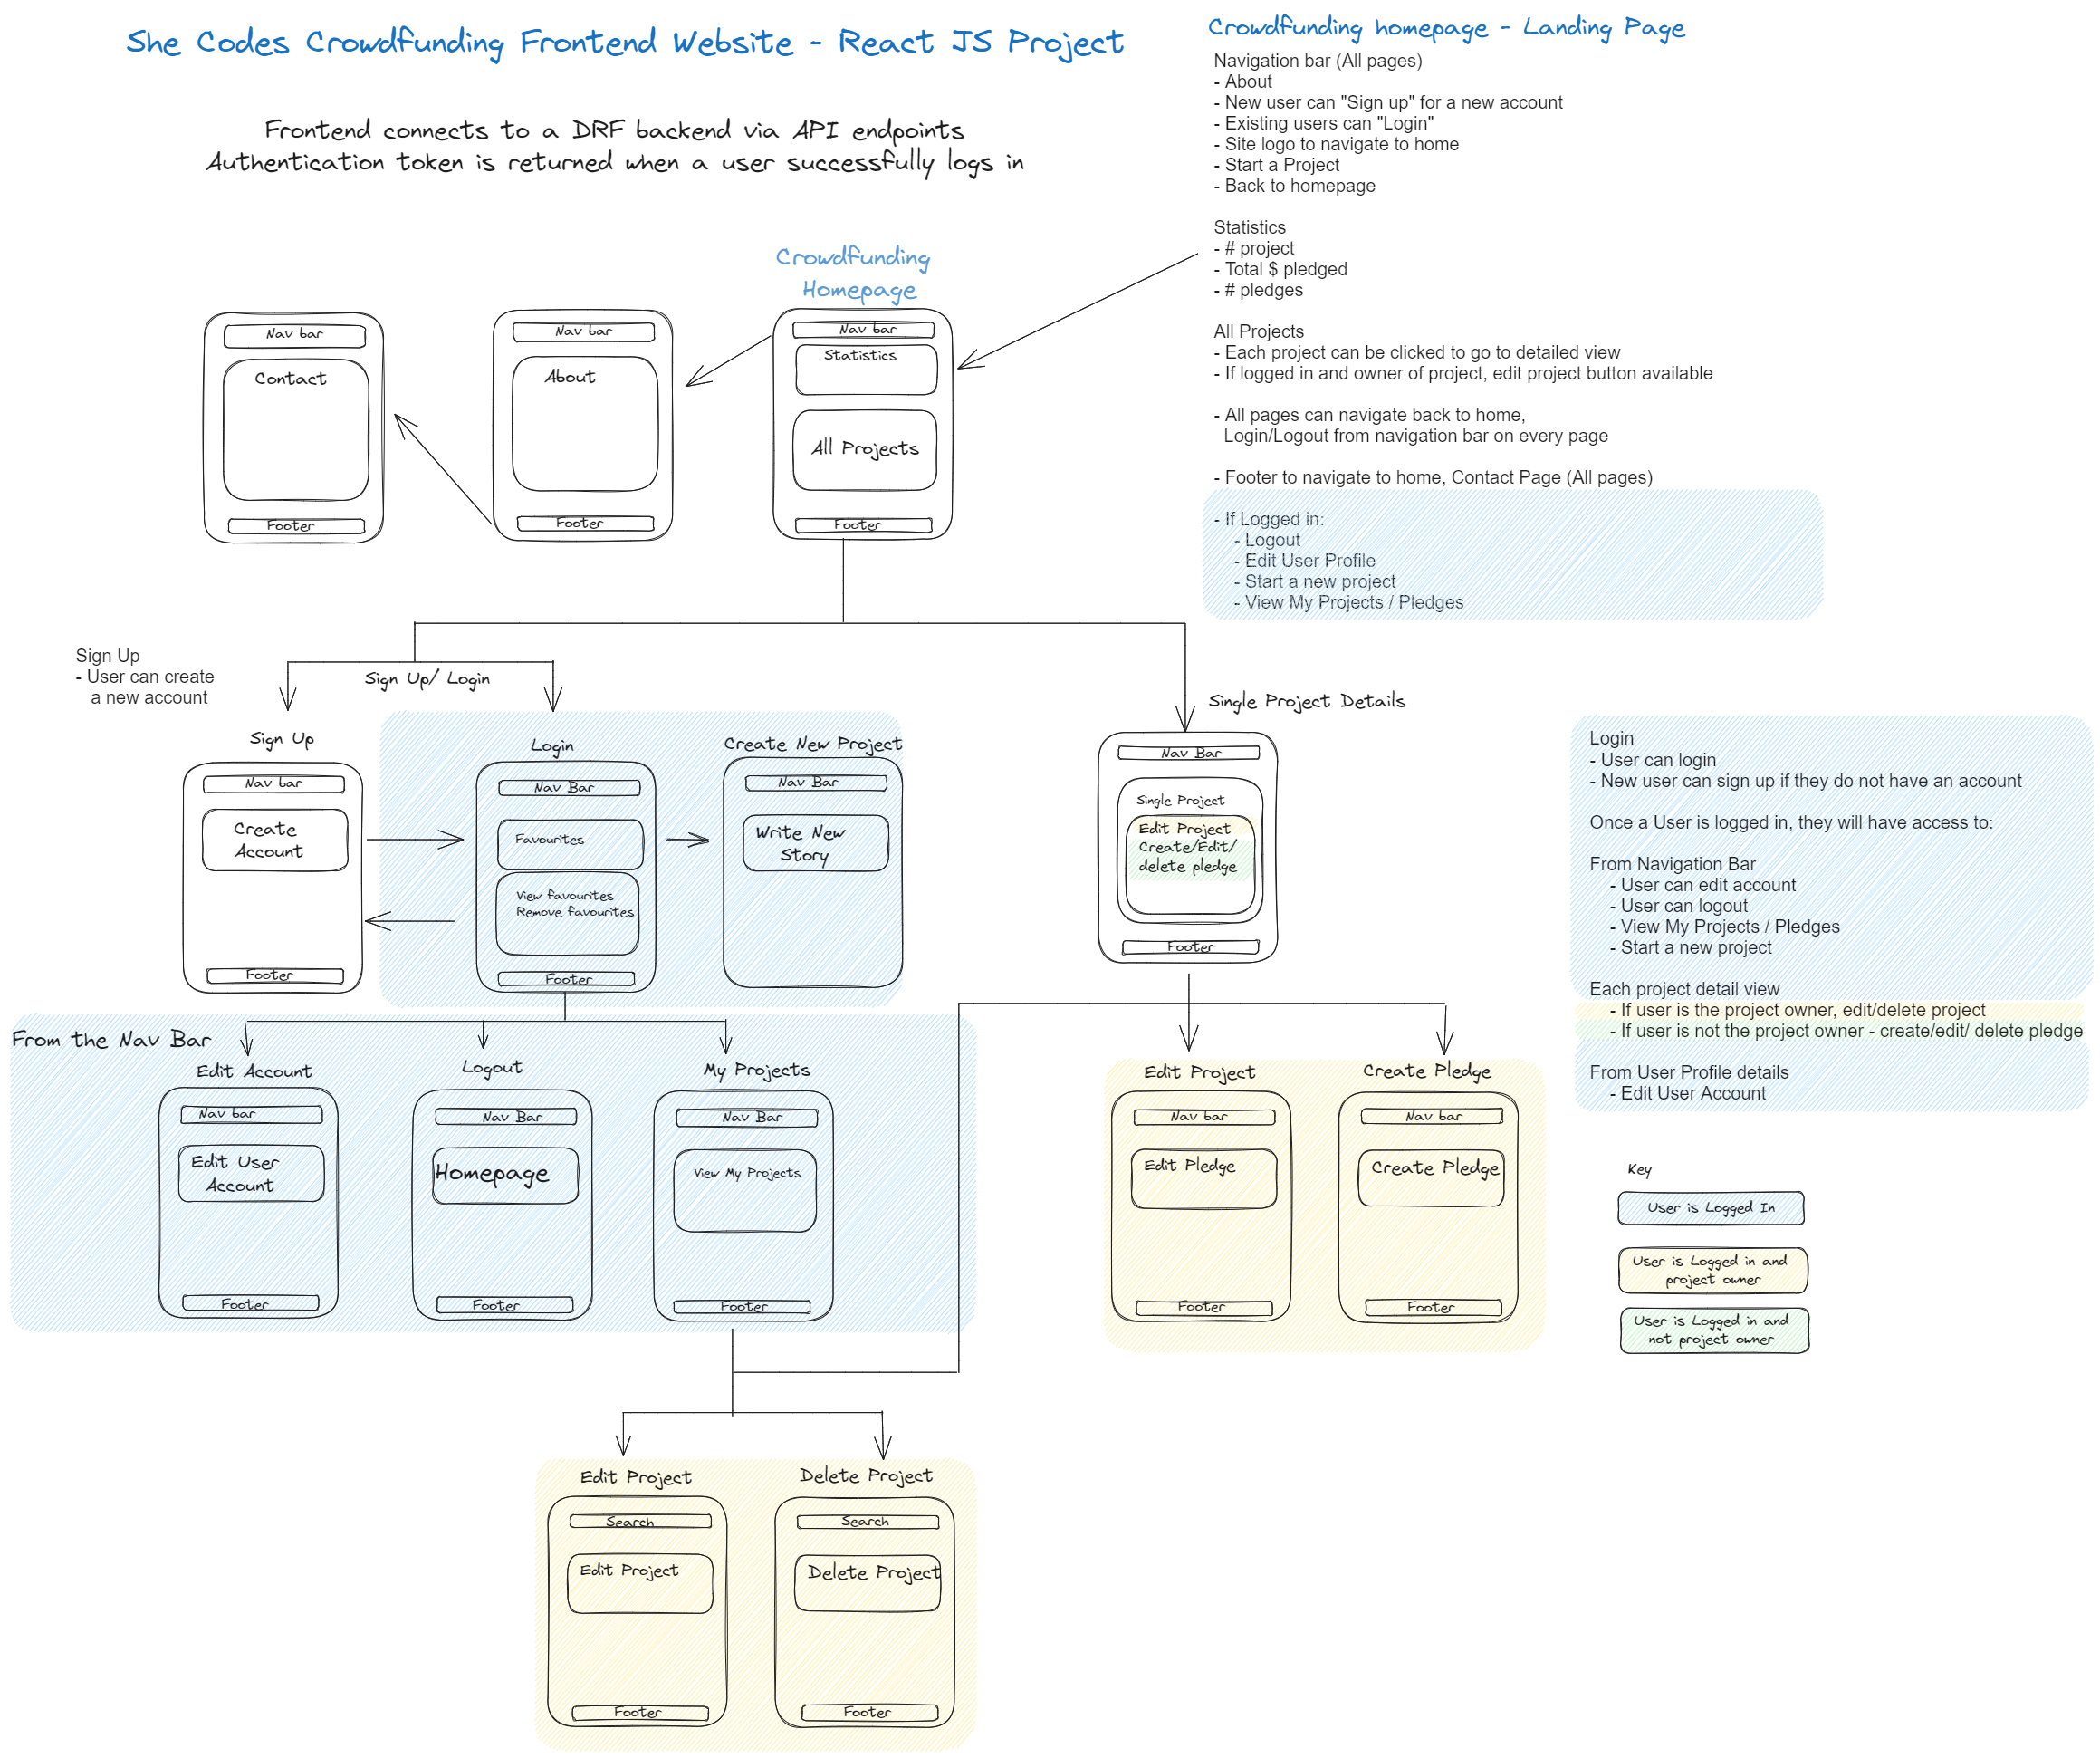 She Codes Crowdfunding Frontend Website - React JS Project
Frontend connects to a DRF backend via API endpoints
Authentication token is returned when a user successfully logs in
Crowdfunding homepage - Landing Page
Navigation bar (All pages)
- About
- New user can "Sign up" for a new account
- Existing users can "Login"
- Site logo to navigate to home
- Start a Project
- Back to homepage
Statistics
- # project
- Total $ pledged
- # pledges
All Projects
- Each project can be clicked to go to detailed view
- If logged in and owner of project, edit project button available
- All pages can navigate back to home,
Login/Logout from navigation bar on every page
- Footer to navigate to home, Contact Page (All pages)
- If Logged in:
- Logout
- Edit User Profile
- Start a new project
- View My Projects / Pledges
Nav bar
Contact
Footer
Nav bar
About
Footer
Crowdfunding
Homepage
Nav bar
Statistics
All Projects
Footer
Sign Up
- User can create
a new account
Sign Up/ Login
Sign Up
Nav bar
Create
Account
Footer
Login
Nav Bar
Favourites
View favourites
Remove favourites
Footer
Create New Project
Nav Bar
Write New
Story
Single Project Details
Nav Bar
Single Project
Edit Project
Create/Edit/
delete pledge
Footer
Login
- User can login
- New user can sign up if they do not have an account
Once a User is logged in, they will have access to:
From Navigation Bar
- User can edit account
- User can logout
- View My Projects / Pledges
- Start a new project
Each project detail view
- If user is the project owner, edit/delete project
- If user is not the project owner - create/edit/ delete pledge
From User Profile details
- Edit User Account
From the Nav Bar
Edit Account
Nav bar
Edit User
Account
Footer
Logout
Nav Bar
Homepage
Footer
My Projects
Nav Bar
View My Projects
Footer
Edit Project
Nav bar
Edit Pledge
Footer
Create Pledge
Nav bar
Create Pledge
Footer
Key
User is Logged In
User is Logged in and
project owner
User is Logged in and
not project owner
Edit Project
Search
Edit Project
Footer
Delete Project
Search
Delete Project
Footer